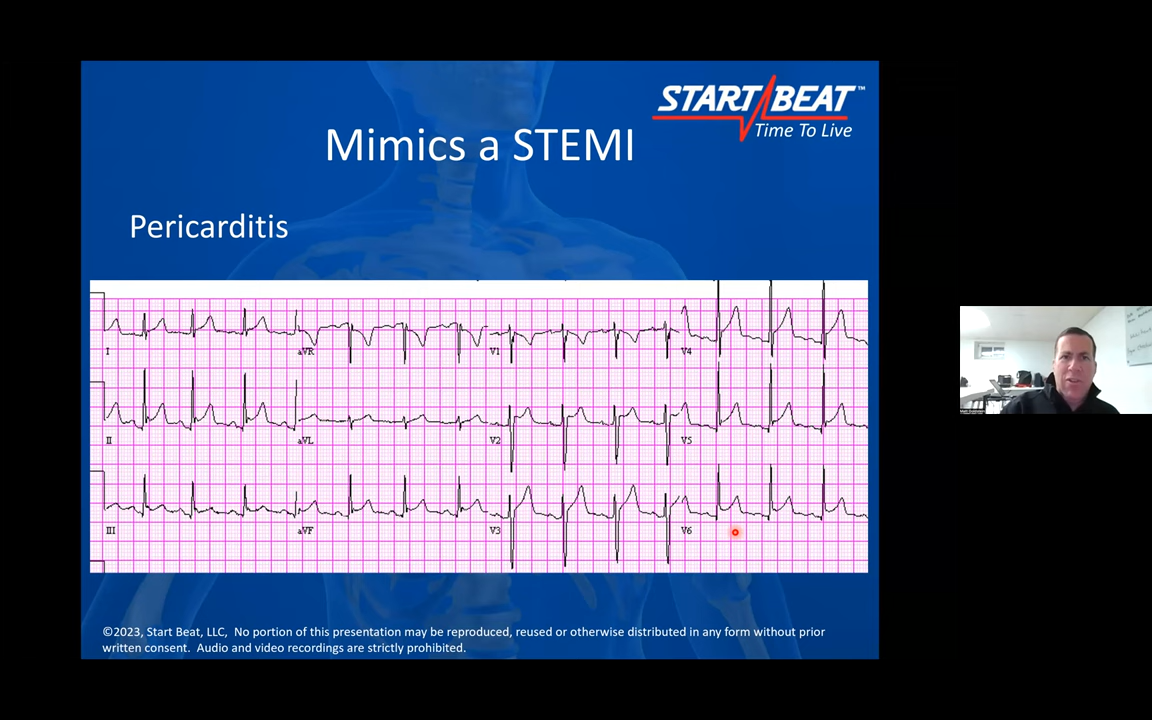 START BEAT™
Time To Live
Mimics a STEMI
Pericarditis
I
aVR
V1
V4
II
aVL
V2
V5
III
aVF
V3
V6
©2023, Start Beat, LLC, No portion of this presentation may be reproduced, reused or otherwise distributed in any form without prior
written consent. Audio and video recordings are strictly prohibited.